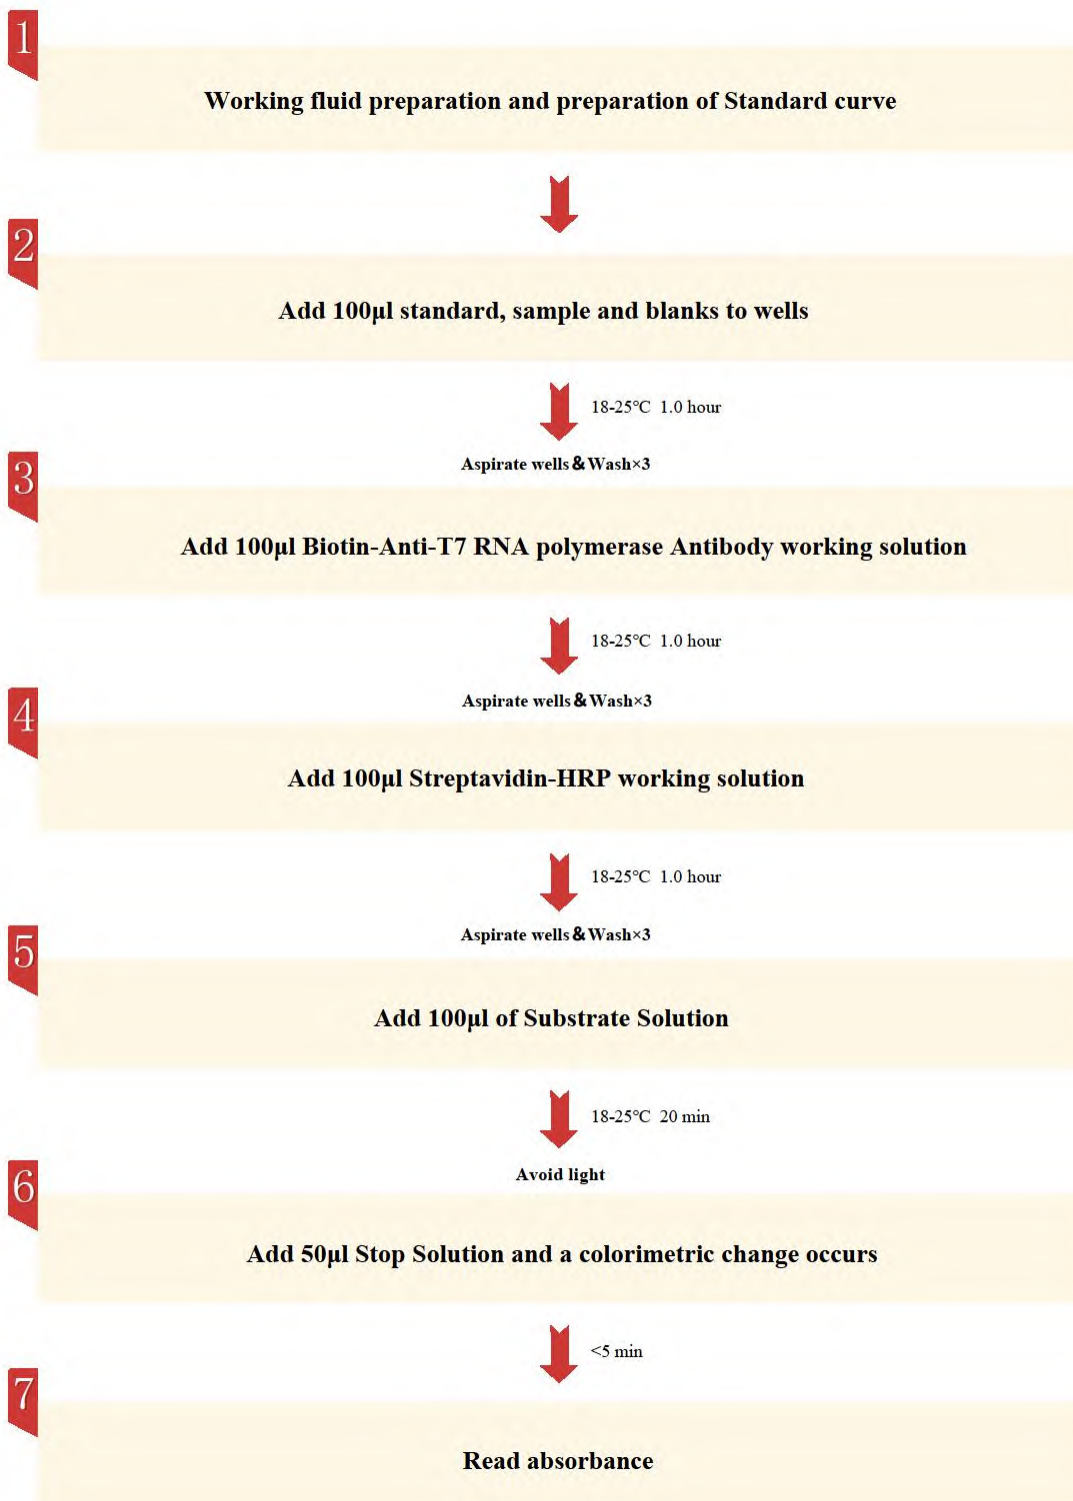 1
Working fluid preparation and preparation of Standard curve
2
Add 100μl standard, sample and blanks to wells
18-25℃ 1.0 hour
Aspirate wells&Wash×3
3
Add 100μl Biotin-Anti-T7 RNA polymerase Antibody working solution
18-25℃ 1.0 hour
Aspirate wells&Wash×3
4
Add 100μl Streptavidin-HRP working solution
18-25℃ 1.0 hour
Aspirate wells&Wash×3
5
Add 100μl of Substrate Solution
18-25℃ 20 min
Avoid light
6
Add 50μl Stop Solution and a colorimetric change occurs
<5 min
7
Read absorbance